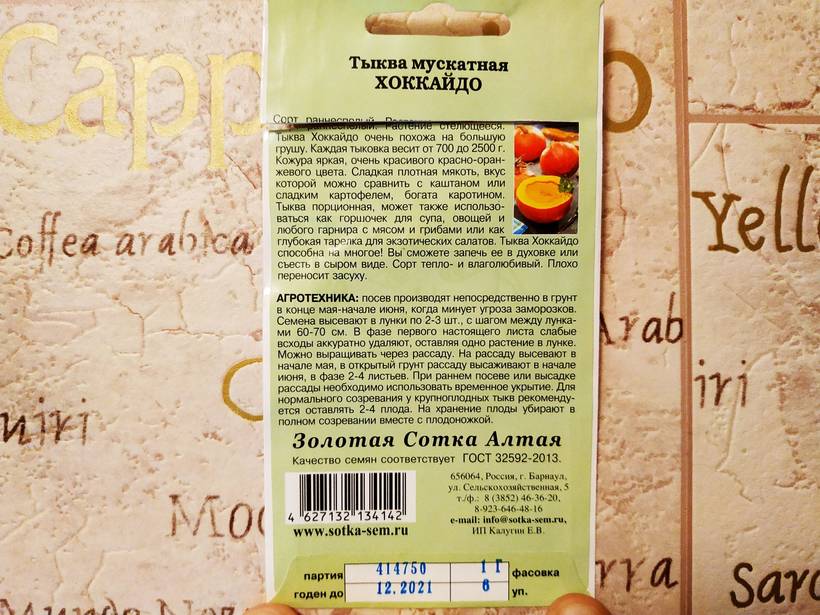 Тыква мускатная
ХОККАЙДО
Сорт раннеспелый. Растение стелющееся.
Тыква Хоккайдо очень похожа на большую
грушу. Каждая тыковка весит от 700 до 2500 г.
Кожура яркая, очень красивого красно-оран-
жевого цвета. Сладкая плотная мякоть, вкус
которой можно сравнить с каштаном или
сладким картофелем, богата каротином.
Тыква порционная, может также использо-
ваться как горшочек для супа, овощей и
любого гарнира с мясом и грибами или как
глубокая тарелка для экзотических салатов. Тыква Хоккайдо
способна на многое! Вы сможете запечь ее в духовке или
съесть в сыром виде. Сорт тепло- и влаголюбивый. Плохо
переносит засуху.
АГРОТЕХНИКА: посев производят непосредственно в грунт
в конце мая-начале июня, когда минует угроза заморозков.
Семена высевают в лунки по 2-3 шт., с шагом между лунка-
ми 60-70 см. В фазе первого настоящего листа слабые
всходы аккуратно удаляют, оставляя одно растение в лунке.
Можно выращивать через рассаду. На рассаду высевают в
начале мая, в открытый грунт рассаду высаживают в начале
июня, в фазе 2-4 листьев. При раннем посеве или высадке
рассады необходимо использовать временное укрытие. Для
нормального созревания у крупноплодных тыкв рекоменду-
ется оставлять 2-4 плода. На хранение плоды убирают в
полном созревании вместе с плодоножкой.
Золотая Сотка Алтая
Качество семян соответствует ГОСТ 32592-2013.
4 627132 134142
www.sotka-sem.ru
656064, Россия, г. Барнаул,
ул. Сельскохозяйственная, 5
т./ф.: 8 (3852) 46-36-20,
8-923-646-48-16
e-mail: info@sotka-sem.ru,
ИП Калугин Е.В.
партия 414750 1 Г фасовка
годен до 12.2021 6 уп.
Capp
o
Coffea arabica
Yell
Arab
iri
uiri
Moc
rra
Saro